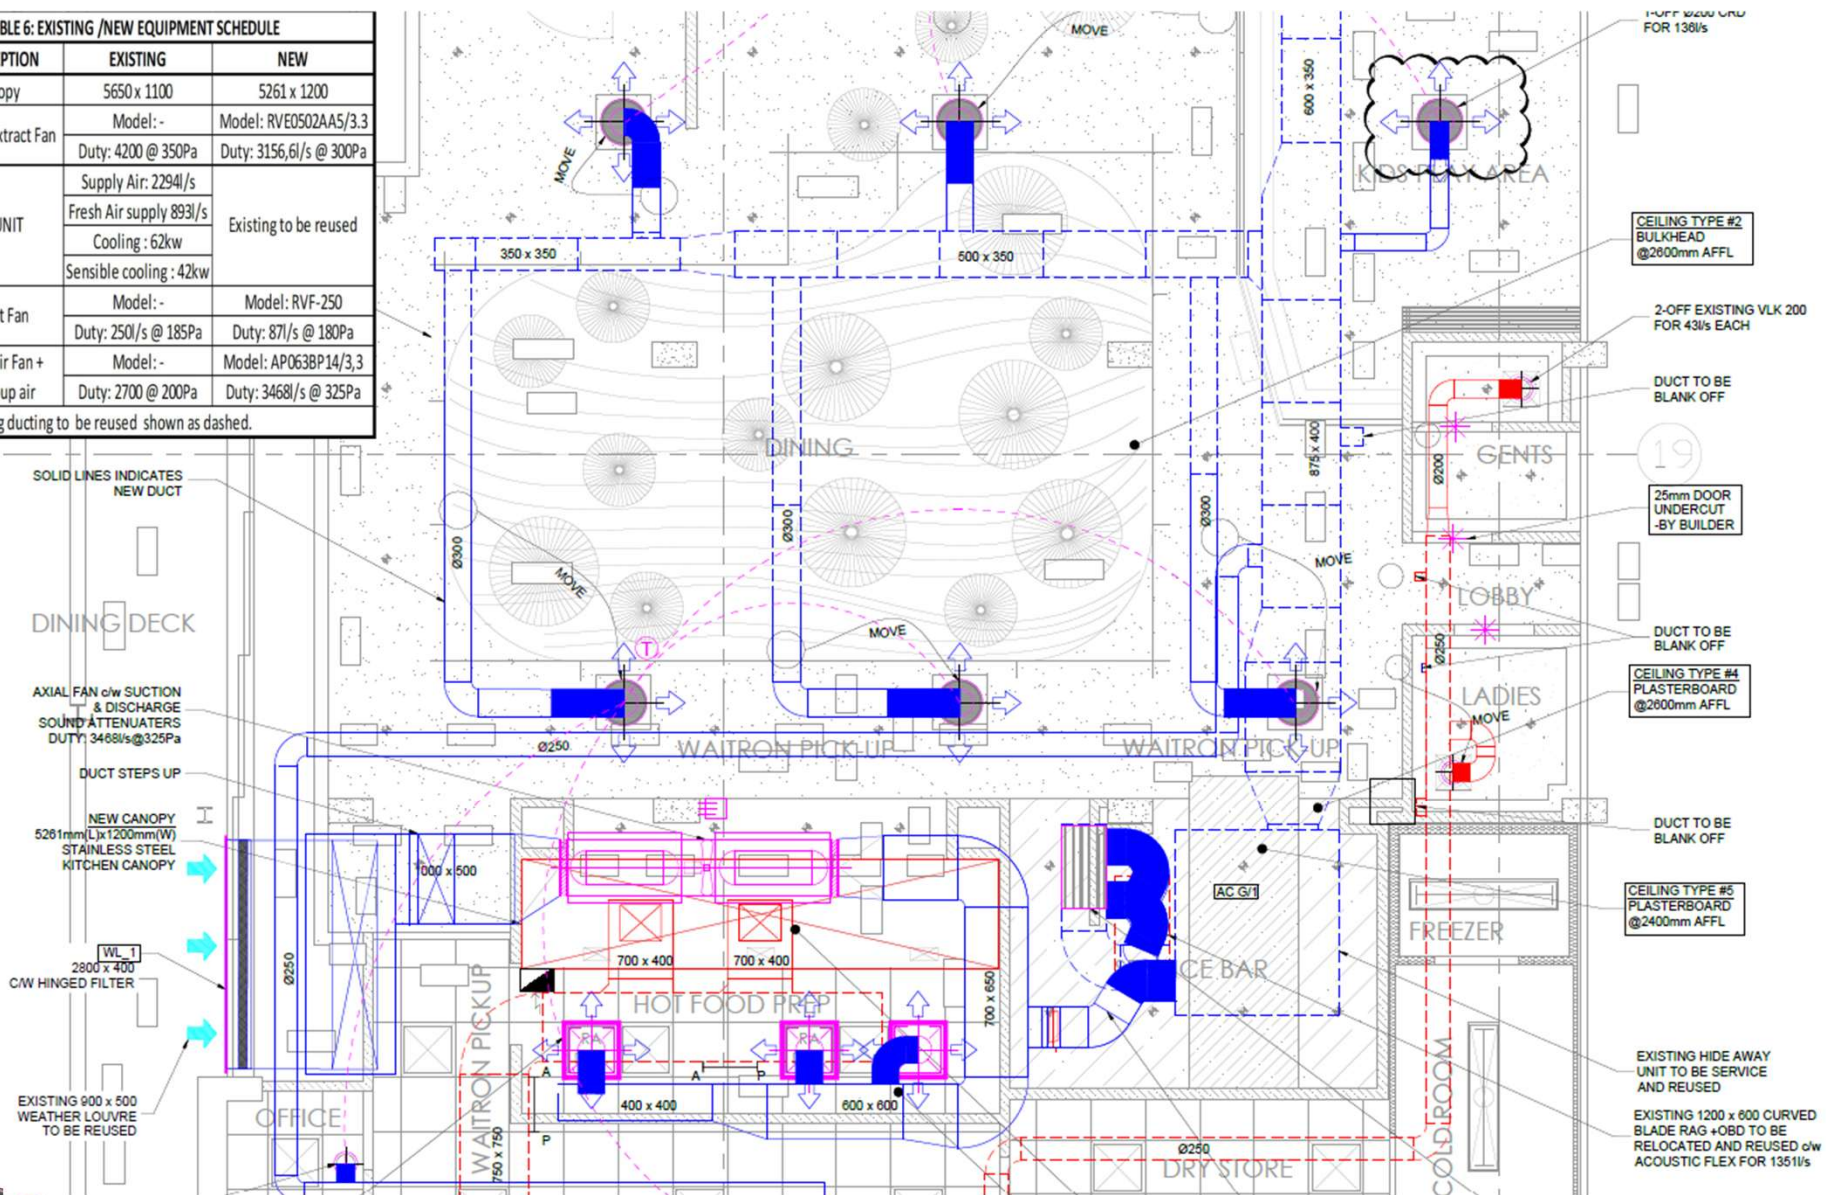 BLE 6: EXISTING /NEW EQUIPMENT SCHEDULE
PTION EXISTING NEW
opy 5650 x 1100 5261 x 1200
xtract Fan Model: - Model: RVE0502AA5/3.3
Duty: 4200 @ 350Pa Duty: 3156,6l/s @ 300Pa
UNIT Supply Air: 2294l/s Existing to be reused
Fresh Air supply 893l/s
Cooling : 62kw
Sensible cooling : 42kw
t Fan Model: - Model: RVF-250
Duty: 250l/s @ 185Pa Duty: 87l/s @ 180Pa
ir Fan + Model: - Model: AP063BP14/3,3
up air Duty: 2700 @ 200Pa Duty: 3468l/s @ 325Pa
g ducting to be reused shown as dashed.
SOLID LINES INDICATES
NEW DUCT
DINING DECK
AXIAL FAN c/w SUCTION
& DISCHARGE
SOUND ATTENUATERS
DUTY: 3468l/s@325Pa
DUCT STEPS UP
NEW CANOPY
5261mm(L)x1200mm(W)
STAINLESS STEEL
KITCHEN CANOPY
WL_1
2800 x 400
C/W HINGED FILTER
EXISTING 900 x 500
WEATHER LOUVRE
TO BE REUSED
MOVE
MOVE
600 x 350
350 x 350
500 x 350
KIDS PLAY AREA
DINING
875 x 400
Ø300
Ø300
Ø300
MOVE
MOVE
MOVE
T
Ø250
WAITRON PICK-UP
WAITRON PICK-UP
000 x 500
Ø250
700 x 400
700 x 400
HOT FOOD PREP
RA
RA
700 x 650
A
A
P
P
400 x 400
600 x 600
WAITRON PICKUP
750 x 750
OFFICE
AC G/1
ICE BAR
Ø250
DRY STORE
COLDROOM
FREEZER
GENTS
Ø200
LOBBY
Ø250
LADIES
MOVE
19
1-OFF Ø200 CRD
FOR 136l/s
CEILING TYPE #2
BULKHEAD
@2600mm AFFL
2-OFF EXISTING VLK 200
FOR 43l/s EACH
DUCT TO BE
BLANK OFF
25mm DOOR
UNDERCUT
-BY BUILDER
DUCT TO BE
BLANK OFF
CEILING TYPE #4
PLASTERBOARD
@2600mm AFFL
DUCT TO BE
BLANK OFF
CEILING TYPE #5
PLASTERBOARD
@2400mm AFFL
EXISTING HIDE AWAY
UNIT TO BE SERVICE
AND REUSED
EXISTING 1200 x 600 CURVED
BLADE RAG +OBD TO BE
RELOCATED AND REUSED c/w
ACOUSTIC FLEX FOR 1351l/s